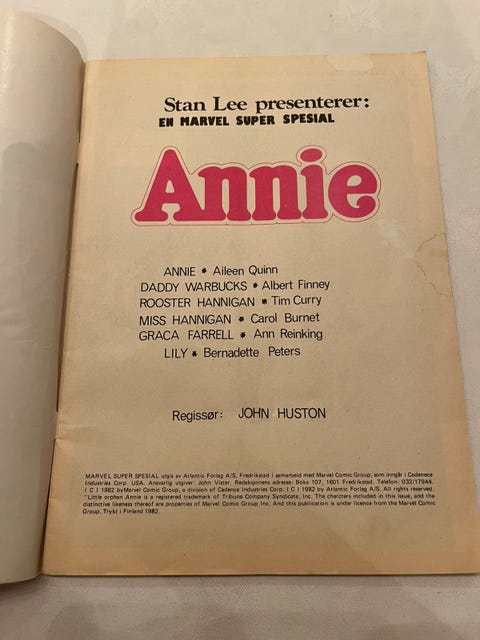 Stan Lee presenterer:
EN MARVEL SUPER SPESIAL
Annie
ANNIE * Aileen Quinn
DADDY WARBUCKS * Albert Finney
ROOSTER HANNIGAN * Tim Curry
MISS HANNIGAN * Carol Burnet
GRACA FARRELL * Ann Reinking
LILY * Bernadette Peters
Regissør: JOHN HUSTON
MARVEL SUPER SPESIAL utgis av Atlantic Forlag A/S, Fredrikstad i samarbeid med Marvel Comic Group, som inngår i Cadenece
Industries Corp. USA. Ansvarlig utgiver: John Vister. Redaksjonens adresse: Boks 107, 1601 Fredrikstad. Telefon: 032/17944.
( C ) 1982 by Marvel Comic Group, a division of Cadence Industries Corp. ( C ) 1982 by Atlantic Forlag A/S. All rights reserved.
"Little orphan Annie is a registered trademark of Tribune Company Syndicate, Inc. The charcters included in this issue, and the
distinctive likeness thereof are properties of Marvel Comic Group Inc. And this publication is under licence from the Marvel Comic
Group. Trykt i Finland 1982.